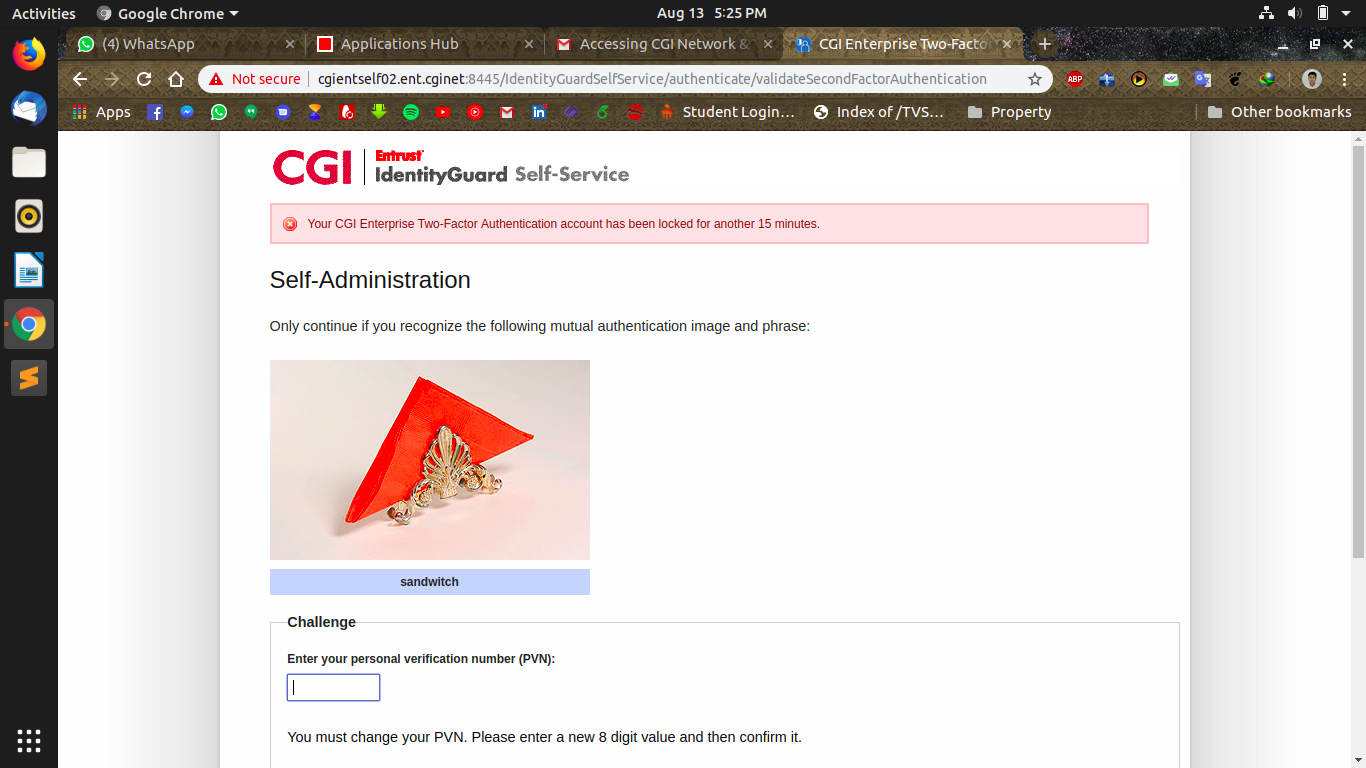 Activities Google Chrome Aug 13 5:25 PM
(4) WhatsApp Applications Hub Accessing CGI Network & CGI Enterprise Two-Facto
Not secure cgientself02.ent.cginet:8445/IdentityGuardSelfService/authenticate/validateSecondFactorAuthentication ABP
Apps Student Login... Index of /TVS... Property Other bookmarks
CGI Entrust
IdentityGuard Self-Service
Your CGI Enterprise Two-Factor Authentication account has been locked for another 15 minutes.
Self-Administration
Only continue if you recognize the following mutual authentication image and phrase:
sandwitch
Challenge
Enter your personal verification number (PVN):
You must change your PVN. Please enter a new 8 digit value and then confirm it.